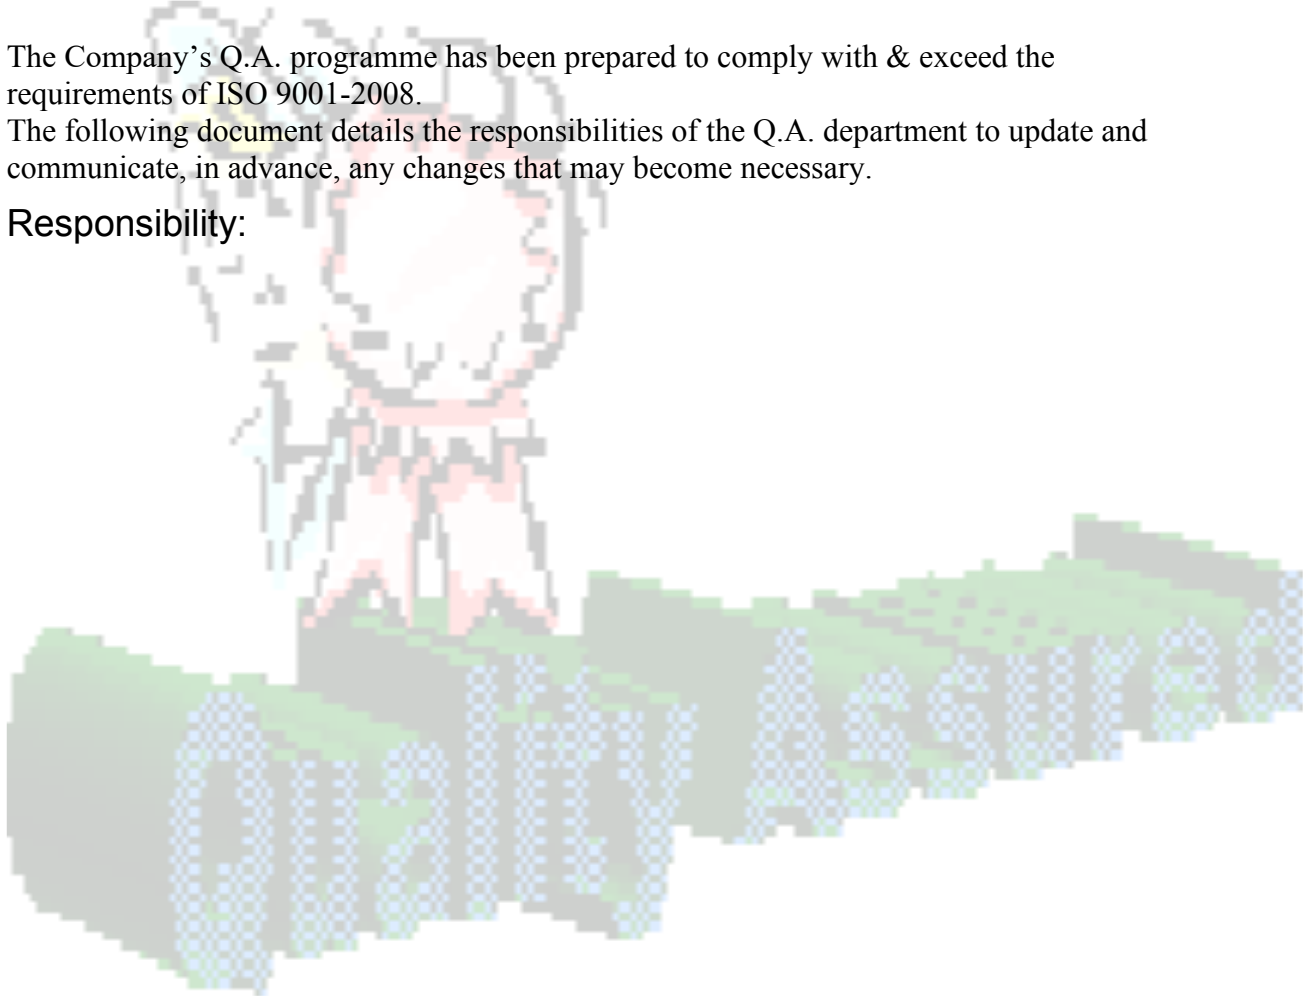 The Company’s Q.A. programme has been prepared to comply with & exceed the
requirements of ISO 9001-2008.
The following document details the responsibilities of the Q.A. department to update and
communicate, in advance, any changes that may become necessary.
Responsibility:
Quality Assured